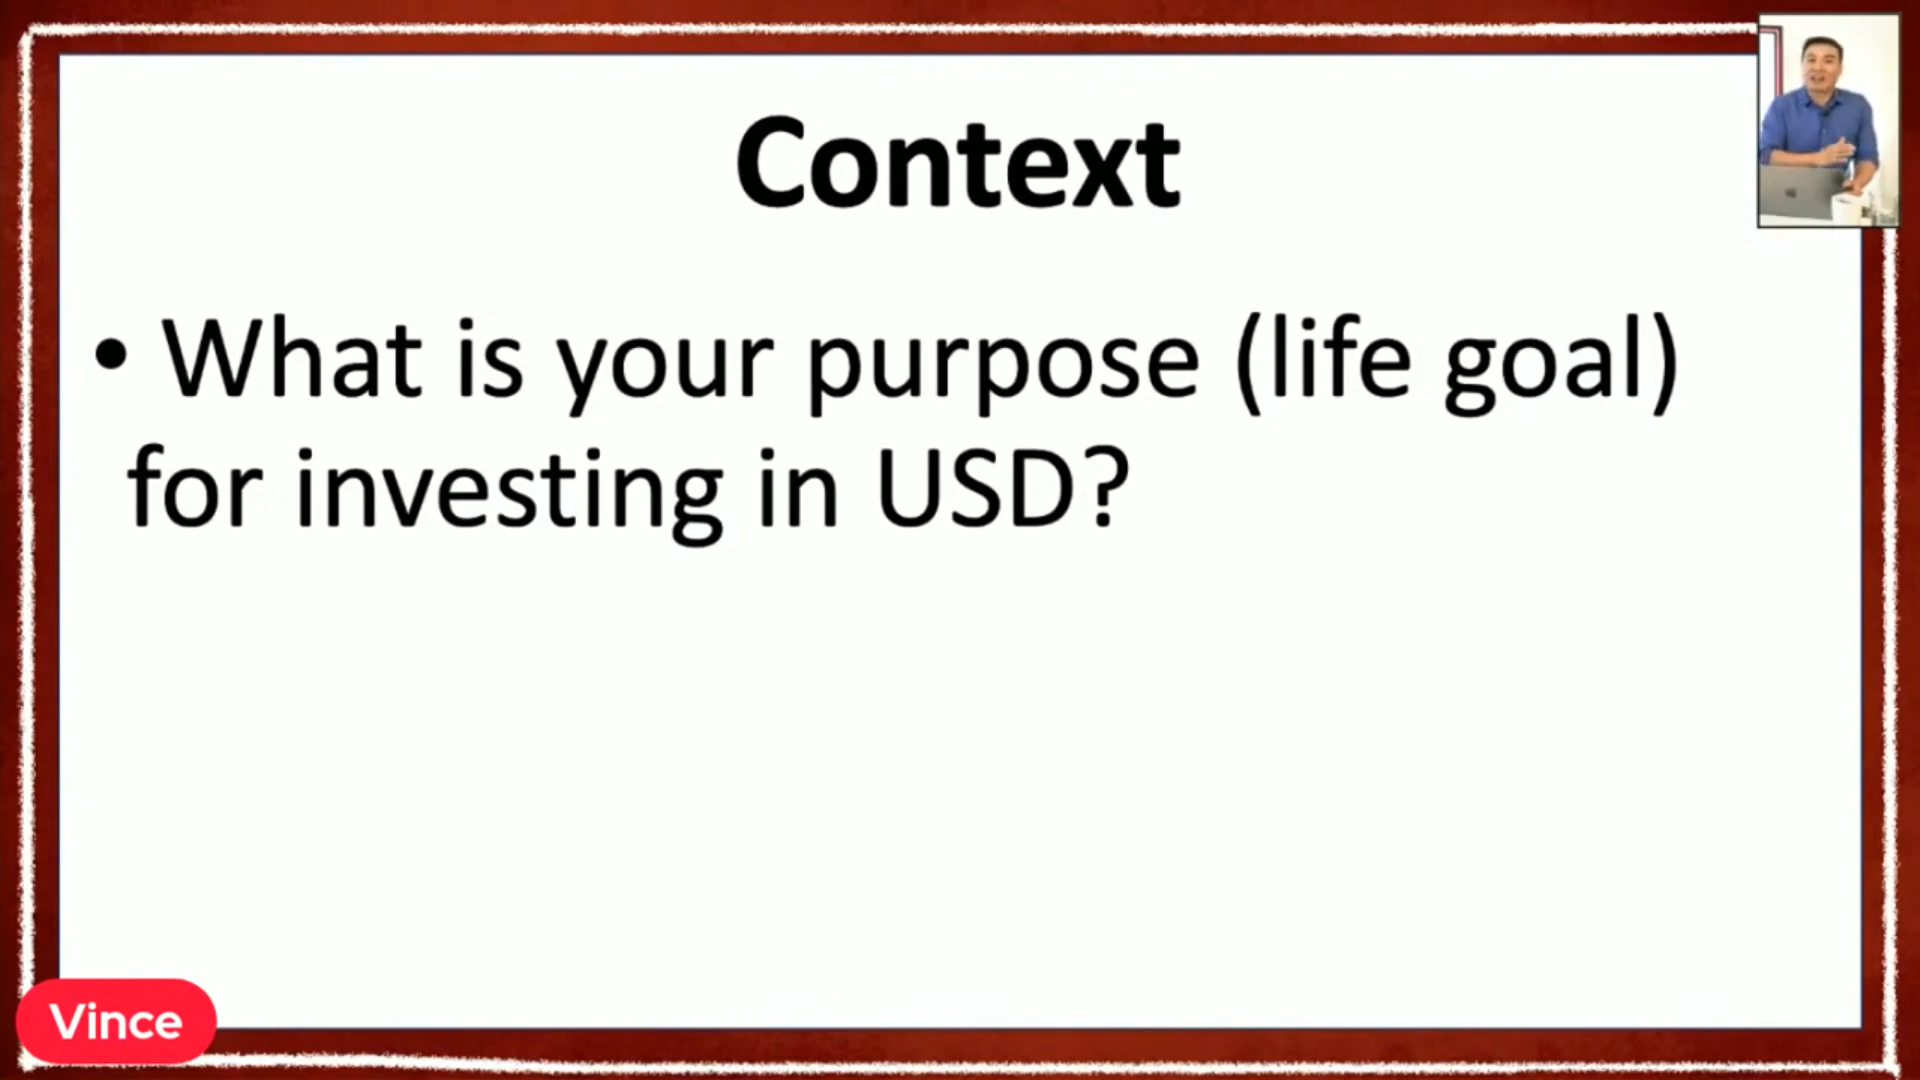 Context
• What is your purpose (life goal)
for investing in USD?
Vince